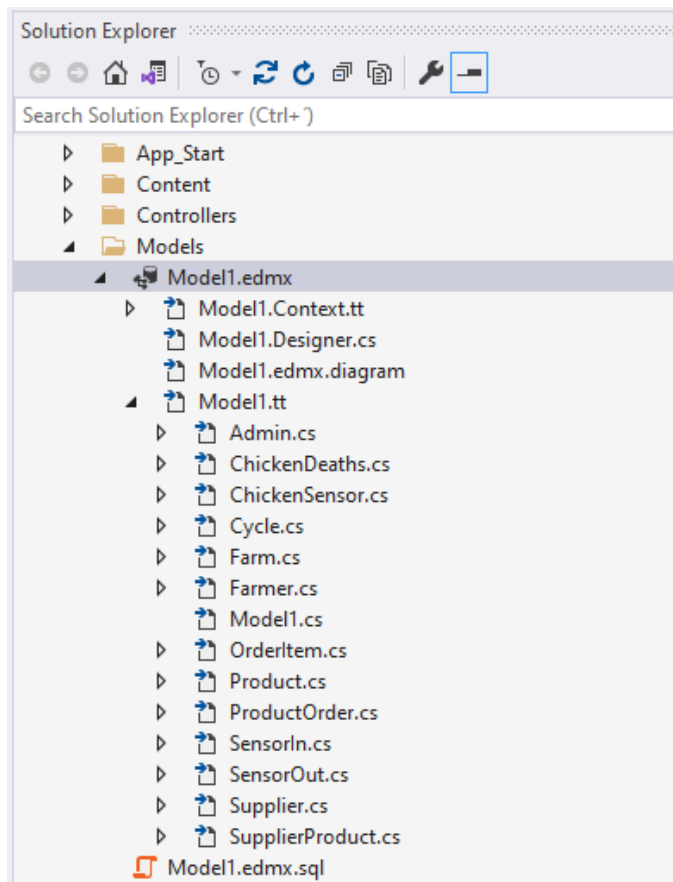 Solution Explorer
Search Solution Explorer (Ctrl+´)
App_Start
Content
Controllers
Models
Model1.edmx
Model1.Context.tt
Model1.Designer.cs
Model1.edmx.diagram
Model1.tt
Admin.cs
ChickenDeaths.cs
ChickenSensor.cs
Cycle.cs
Farm.cs
Farmer.cs
Model1.cs
OrderItem.cs
Product.cs
ProductOrder.cs
SensorIn.cs
SensorOut.cs
Supplier.cs
SupplierProduct.cs
Model1.edmx.sql